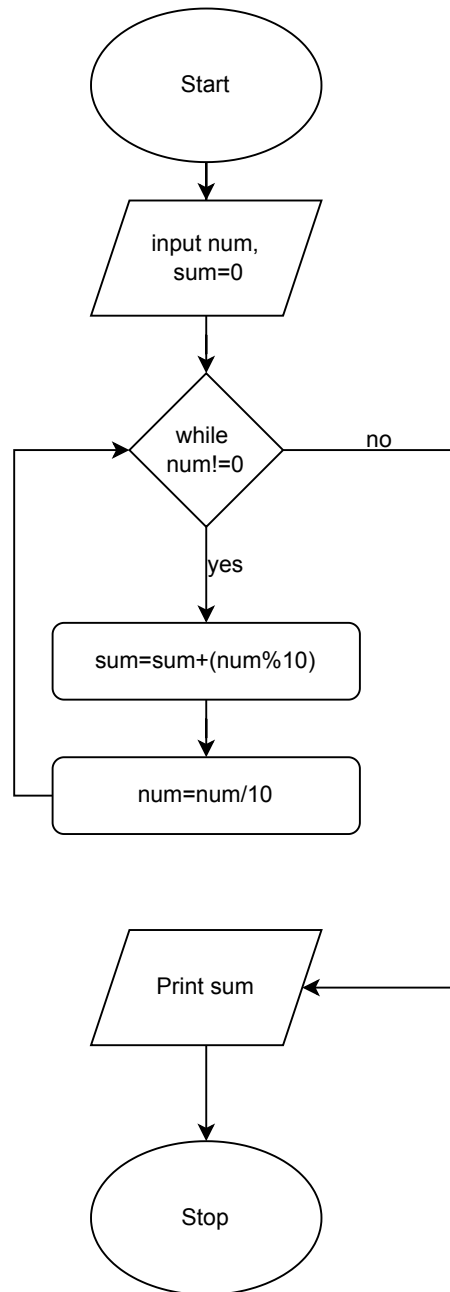 Start
input num,
sum=0
while
num!=0
no
yes
sum=sum+(num%10)
num=num/10
Print sum
Stop